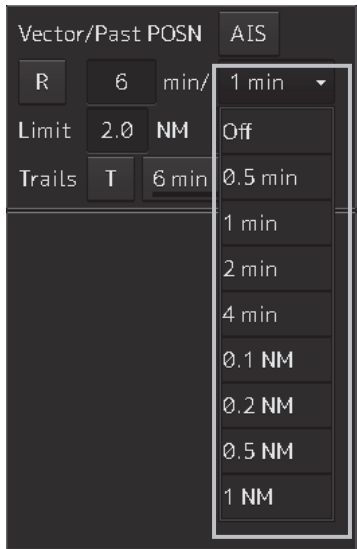 Vector/Past POSN AIS
R 6 min/ 1 min
Limit 2.0 NM
Trails T 6 min
Off
0.5 min
1 min
2 min
4 min
0.1 NM
0.2 NM
0.5 NM
1 NM